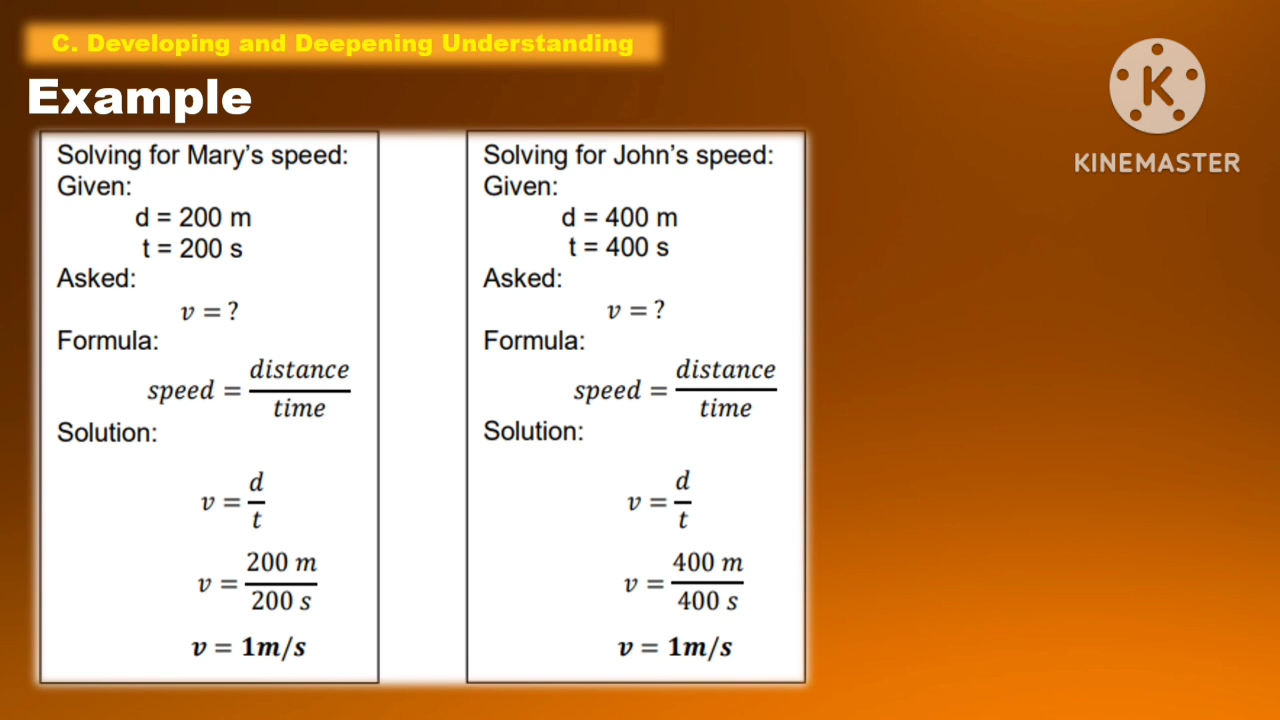 C. Developing and Deepening Understanding
Example
Solving for Mary's speed:
Given:
d = 200 m
t = 200 s
Asked:
v = ?
Formula:
speed = distance / time
Solution:
v = d / t
v = 200 m / 200 s
v = 1m/s
Solving for John's speed:
Given:
d = 400 m
t = 400 s
Asked:
v = ?
Formula:
speed = distance / time
Solution:
v = d / t
v = 400 m / 400 s
v = 1m/s
K
KINEMASTER